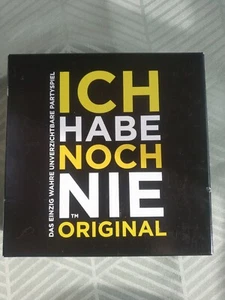 DAS EINZIG WAHRE UNVERZICHTBARE PARTYSPIEL
ICH
HABE
NOCH
NIE
™ ORIGINAL